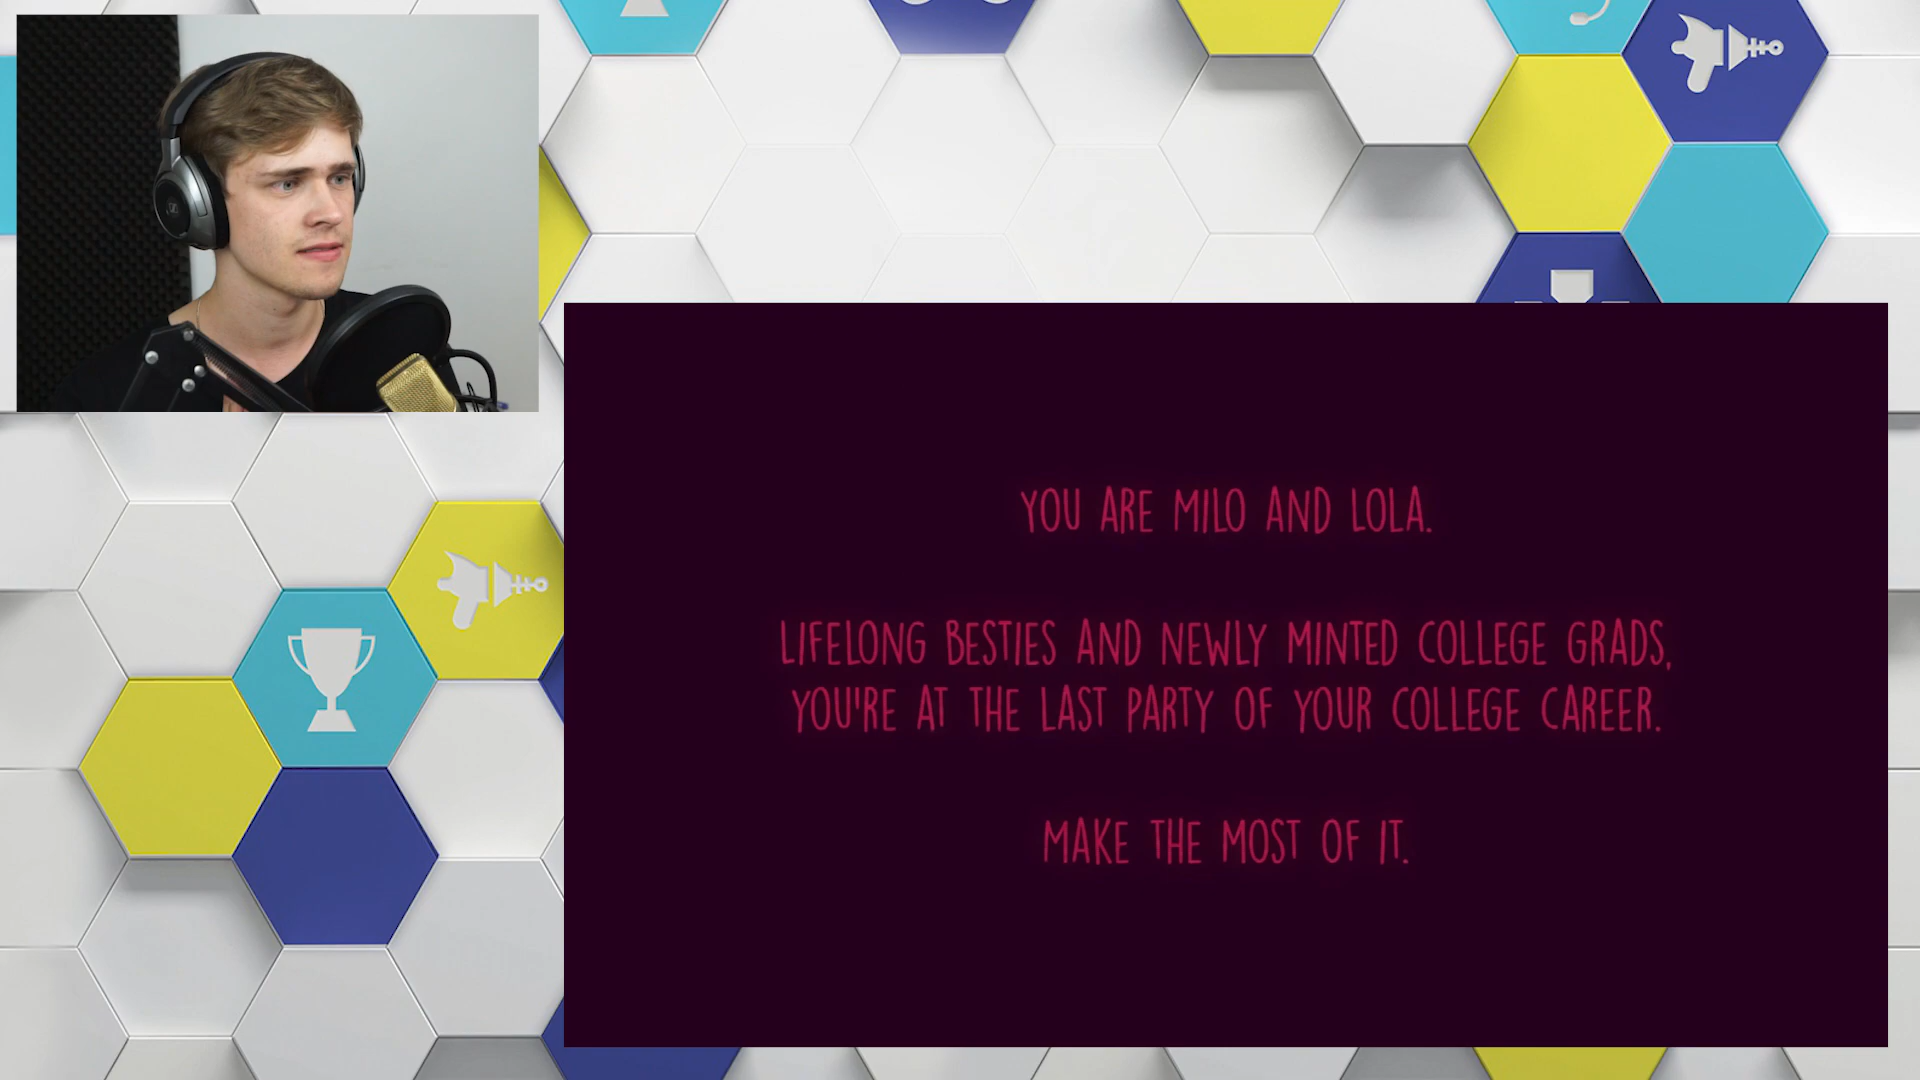 YOU ARE MILO AND LOLA.
LIFELONG BESTIES AND NEWLY MINTED COLLEGE GRADS,
YOU'RE AT THE LAST PARTY OF YOUR COLLEGE CAREER.
MAKE THE MOST OF IT.